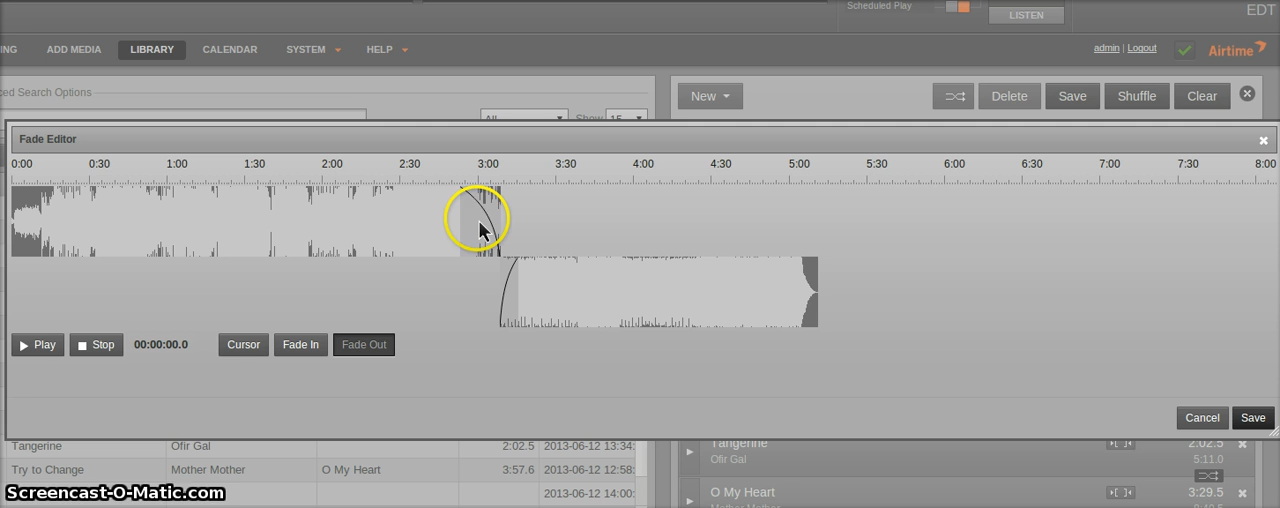 Scheduled Play
LISTEN
EDT
NG ADD MEDIA LIBRARY CALENDAR SYSTEM HELP
admin | Logout
Airtime
ced Search Options
New
Delete Save Shuffle Clear
All Show 15
Fade Editor
0:00 0:30 1:00 1:30 2:00 2:30 3:00 3:30 4:00 4:30 5:00 5:30 6:00 6:30 7:00 7:30 8:00
Play Stop 00:00:00.0 Cursor Fade In Fade Out
Cancel Save
Tangerine Ofir Gal 2:02.5 2013-06-12 13:34:
Try to Change Mother Mother O My Heart 3:57.6 2013-06-12 12:58:
2013-06-12 14:00:
Tangerine 2:02.5
Ofir Gal 5:11.0
O My Heart 3:29.5
Mother Mother
Screencast-O-Matic.com